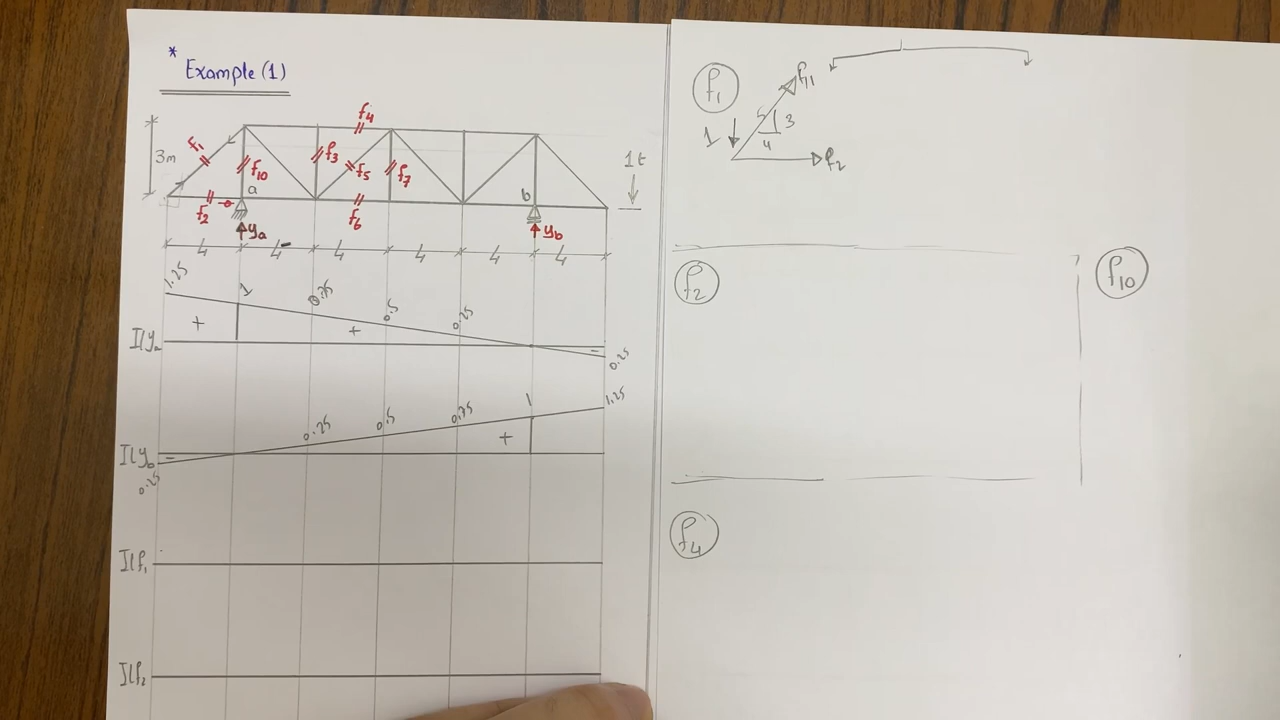 * Example (1)
3m
f1
f2
f10
a
f3
f4
f5
f6
f7
b
1t
ya
yb
4 4 4 4 4 4
1.25 1 0.75 0.5 0.25 0.25
+ + -
ILya
0.25 0.25 0.5 0.75 1 1.25
- +
ILyb
ILf1
ILf2
f1
1
f11
5 3
4
f2
f2
f10
f4